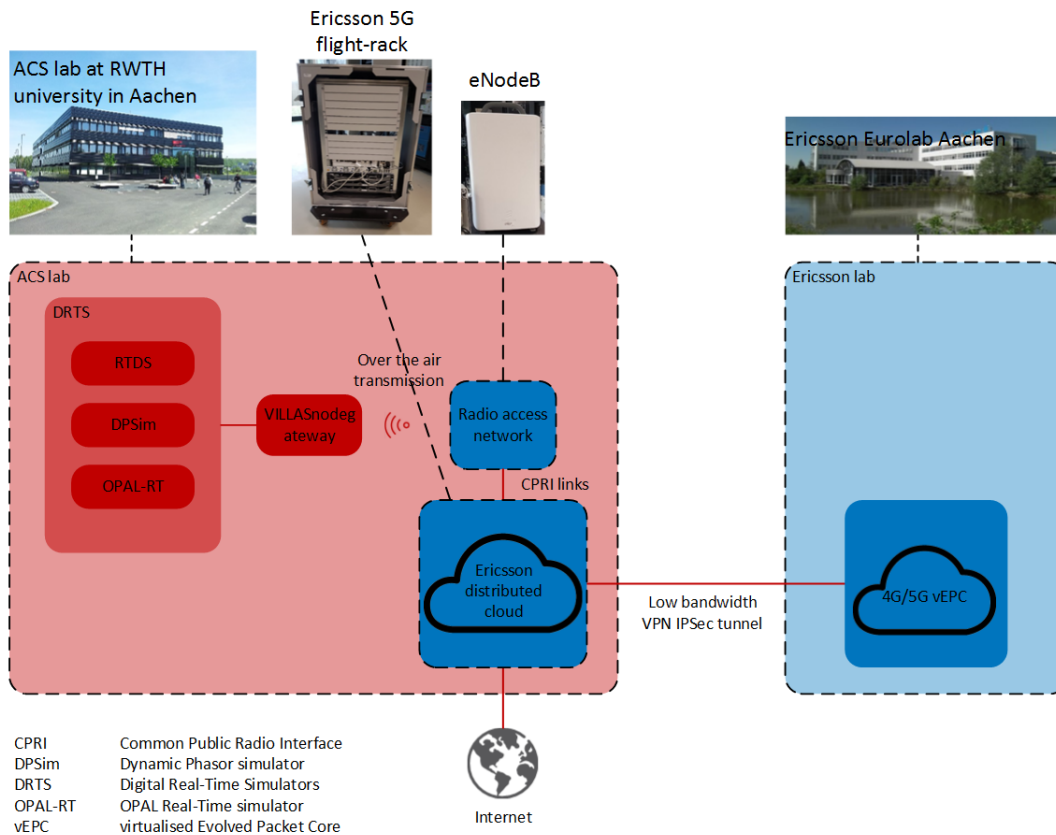 Ericsson 5G
flight-rack
ACS lab at RWTH
university in Aachen
eNodeB
Ericsson Eurolab Aachen
ACS lab
Ericsson lab
DRTS
RTDS
DPSim
OPAL-RT
VILLASnodeg
ateway
Over the air
transmission
Radio access
network
CPRI links
Ericsson
distributed
cloud
Low bandwidth
VPN IPSec tunnel
4G/5G vEPC
Internet
CPRI Common Public Radio Interface
DPSim Dynamic Phasor simulator
DRTS Digital Real-Time Simulators
OPAL-RT OPAL Real-Time simulator
vEPC virtualised Evolved Packet Core